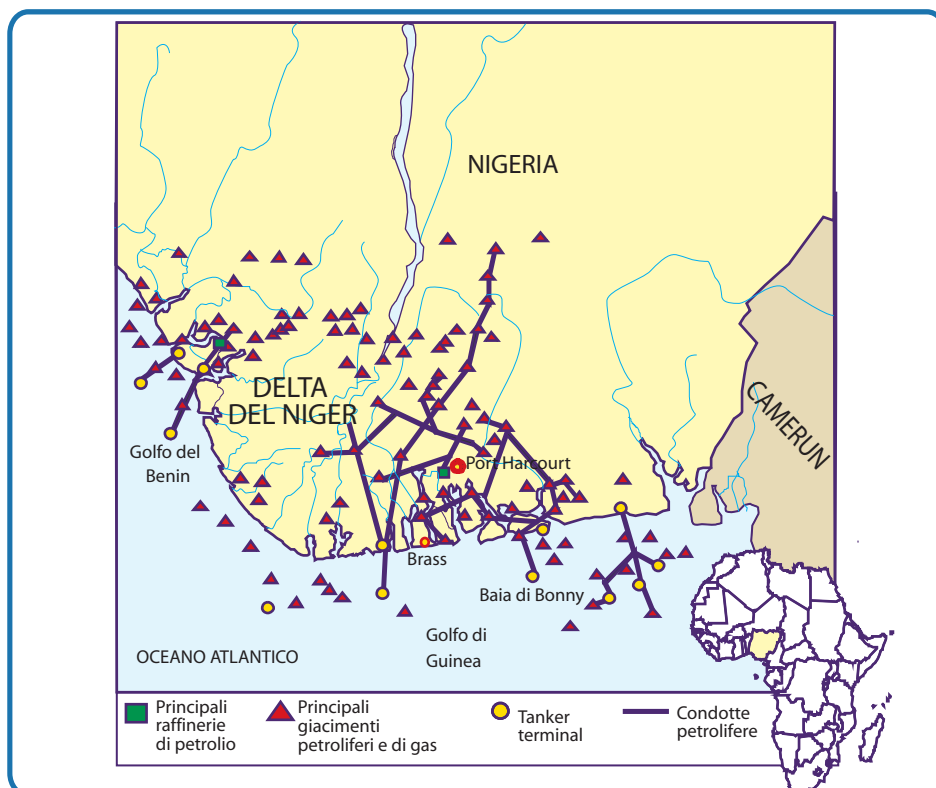 NIGERIA
CAMERUN
DELTA
DEL NIGER
Golfo del
Benin
Port Harcourt
Brass
Baia di Bonny
Golfo di
Guinea
OCEANO ATLANTICO
Principali
raffinerie
di petrolio
Principali
giacimenti
petroliferi e di gas
Tanker
terminal
Condotte
petrolifere